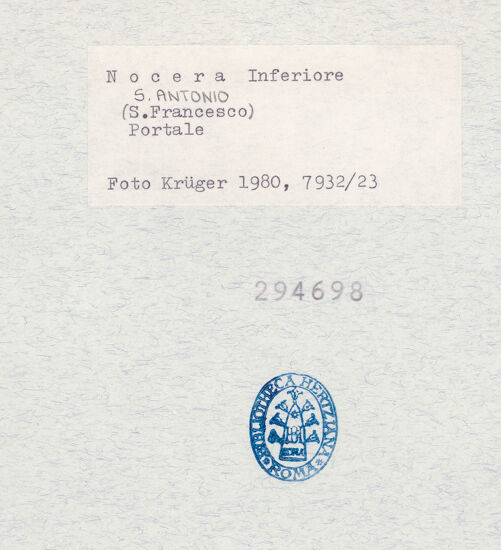 N o c e r a Inferiore
S. ANTONIO
(S.Francesco)
Portale
Foto Krüger 1980, 7932/23
294698
BIBLIOTHECA HERTZIANA
ROMA